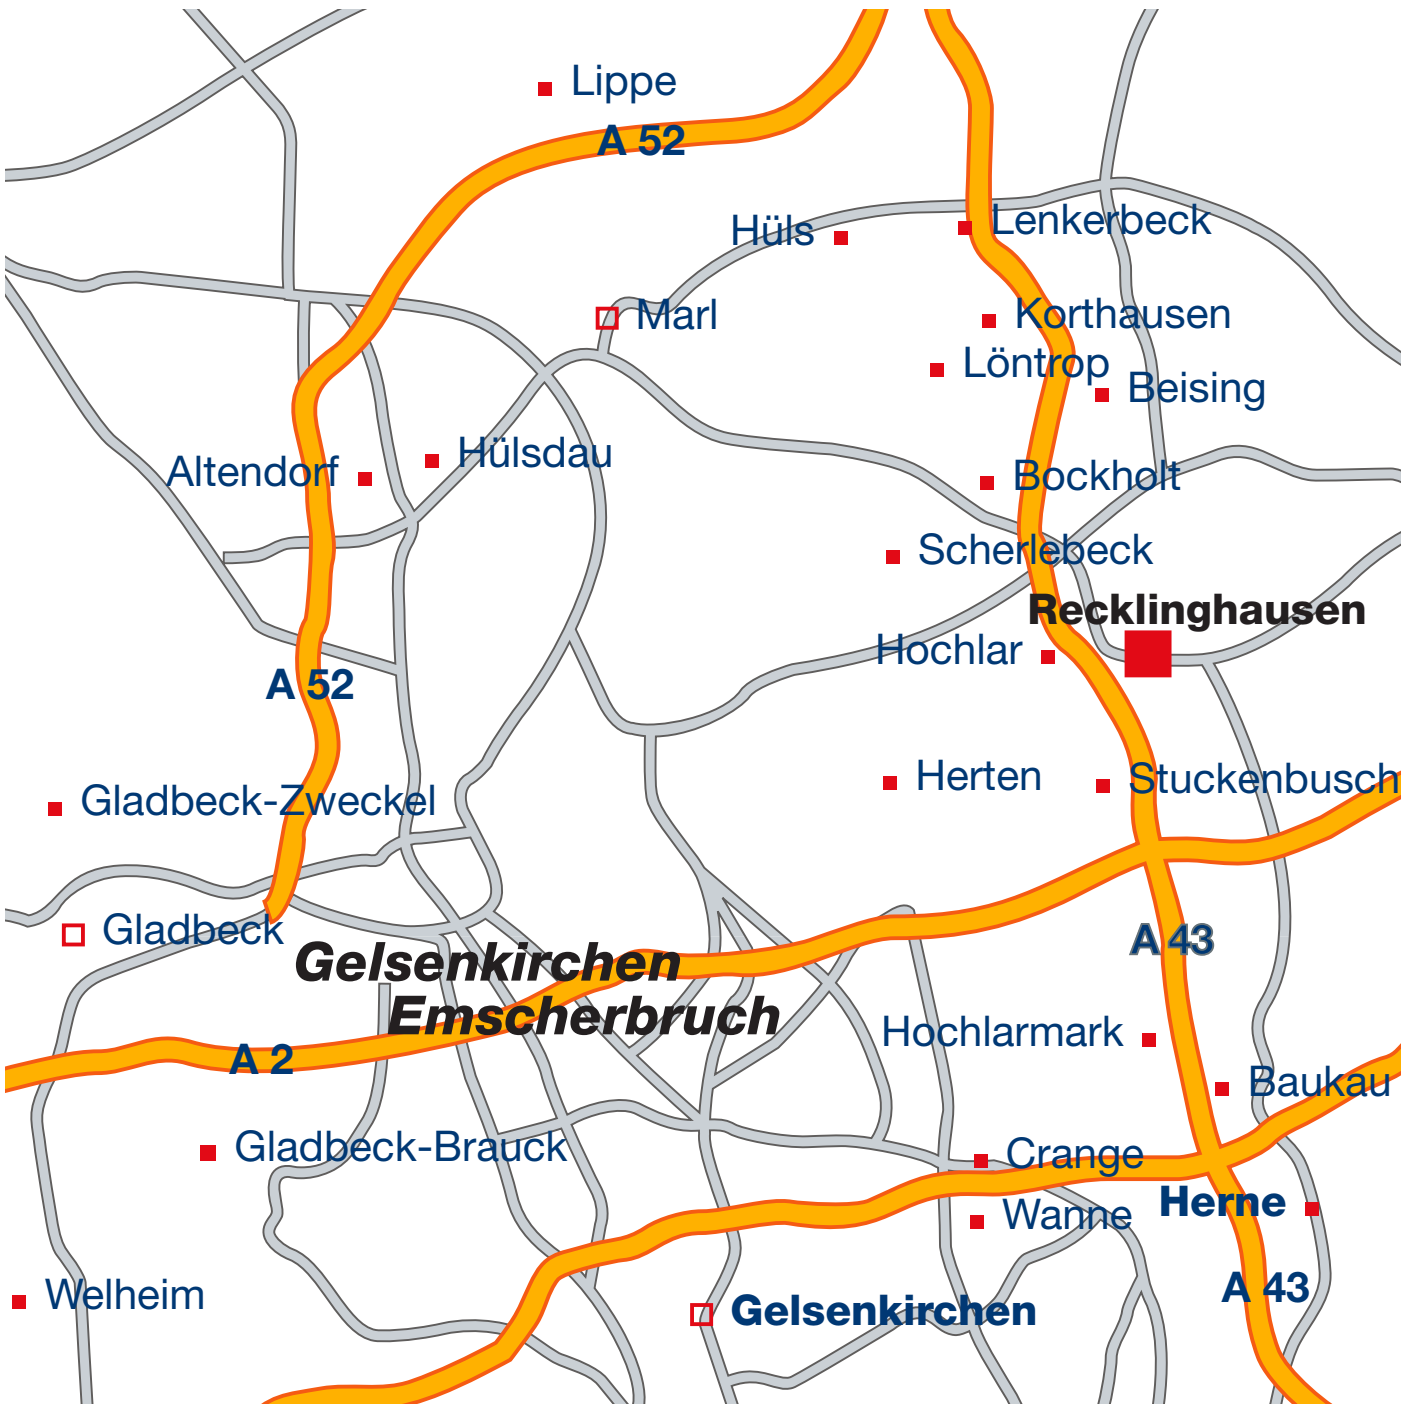 Lippe
A 52
Hüls
Lenkerbeck
Marl
Korthausen
Löntrop
Beising
Altendorf
Hülsdau
Bockholt
Scherlebeck
Recklinghausen
Hochlar
A 52
Herten
Stuckenbusch
Gladbeck-Zweckel
Gladbeck
A 43
Gelsenkirchen
Emscherbruch
Hochlarmark
A 2
Baukau
Gladbeck-Brauck
Crange
Herne
Wanne
A 43
Welheim
Gelsenkirchen